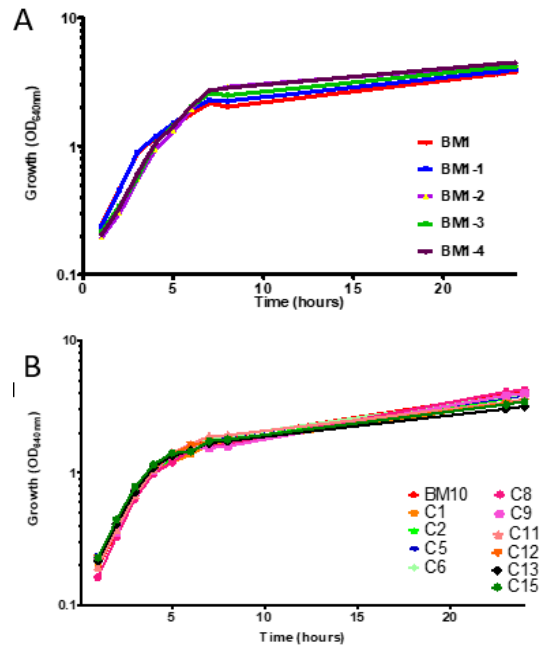 A
10
1
0.1
Growth (OD640nm)
0 5 10 15 20
Time (hours)
BM1
BM1-1
BM1-2
BM1-3
BM1-4
B
10
1
0.1
Growth (OD640nm)
0 5 10 15 20
Time (hours)
BM10 C8
C1 C9
C2 C11
C5 C12
C6 C13
C15